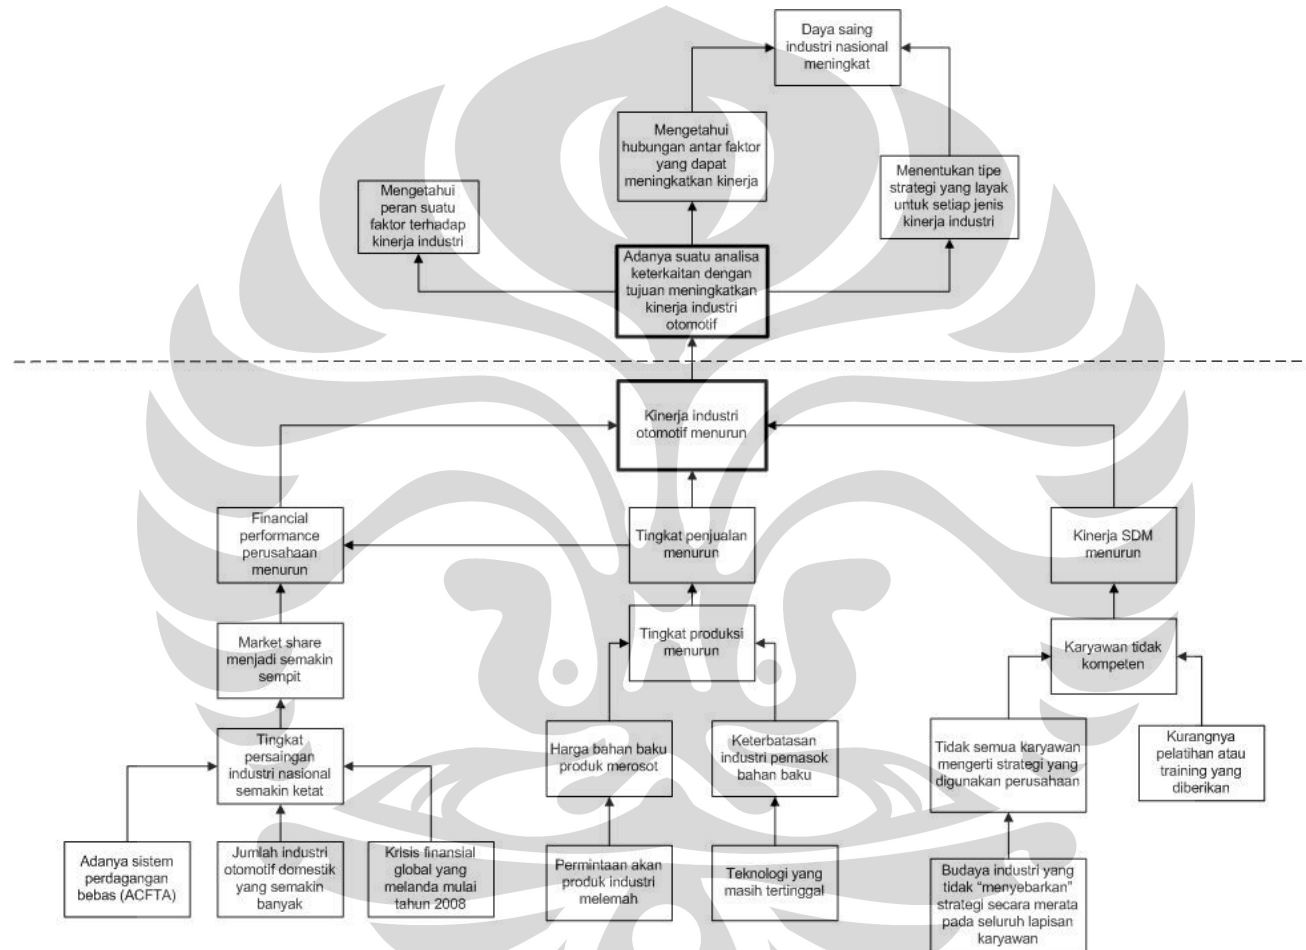 Daya saing
industri nasional
meningkat
Mengetahui
hubungan antar faktor
yang dapat
meningkatkan kinerja
Menentukan tipe
strategi yang layak
untuk setiap jenis
kinerja industri
Mengetahui
peran suatu
faktor terhadap
kinerja industri
Adanya suatu analisa
keterkaitan dengan
tujuan meningkatkan
kinerja industri
otomotif
Kinerja industri
otomotif menurun
Financial
performance
perusahaan
menurun
Tingkat penjualan
menurun
Kinerja SDM
menurun
Market share
menjadi semakin
sempit
Tingkat produksi
menurun
Karyawan tidak
kompeten
Tingkat
persaingan
industri nasional
semakin ketat
Harga bahan baku
produk merosot
Keterbatasan
industri pemasok
bahan baku
Tidak semua karyawan
mengerti strategi yang
digunakan perusahaan
Kurangnya
pelatihan atau
training yang
diberikan
Adanya sistem
perdagangan
bebas (ACFTA)
Jumlah industri
otomotif domestik
yang semakin
banyak
Krisis finansial
global yang
melanda mulai
tahun 2008
Permintaan akan
produk industri
melemah
Teknologi yang
masih tertinggal
Budaya industri yang
tidak “menyebarkan”
strategi secara merata
pada seluruh lapisan
karyawan